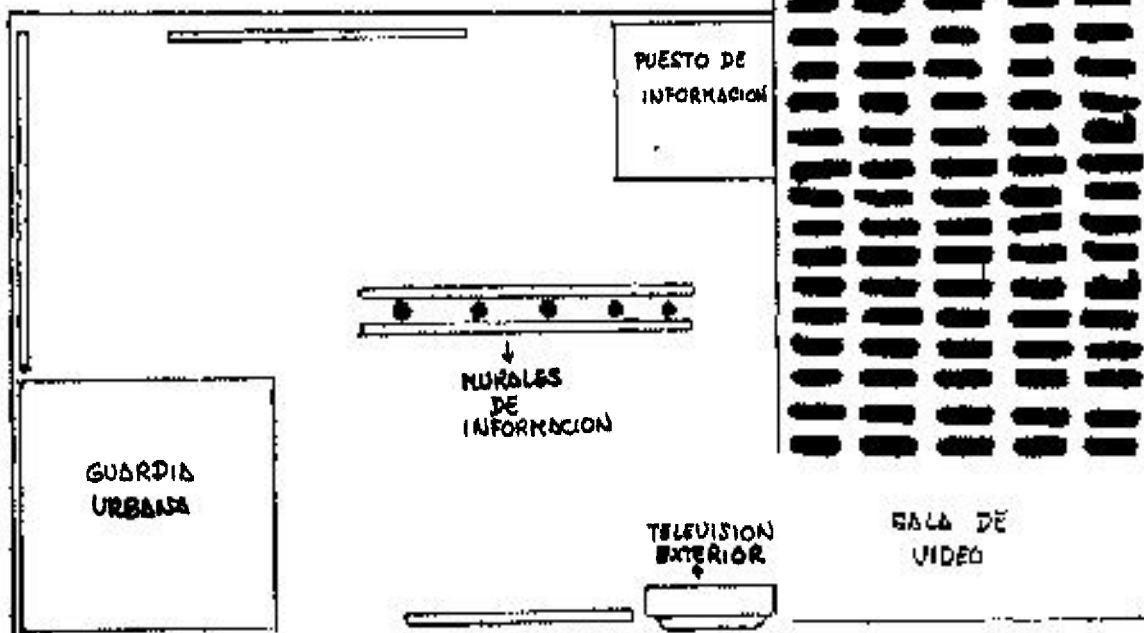 PUESTO DE
INFORMACION
MURALES
DE
INFORMACION
GUARDIA
URBANA
TELEVISION
EXTERIOR
SALA DE
VIDEO